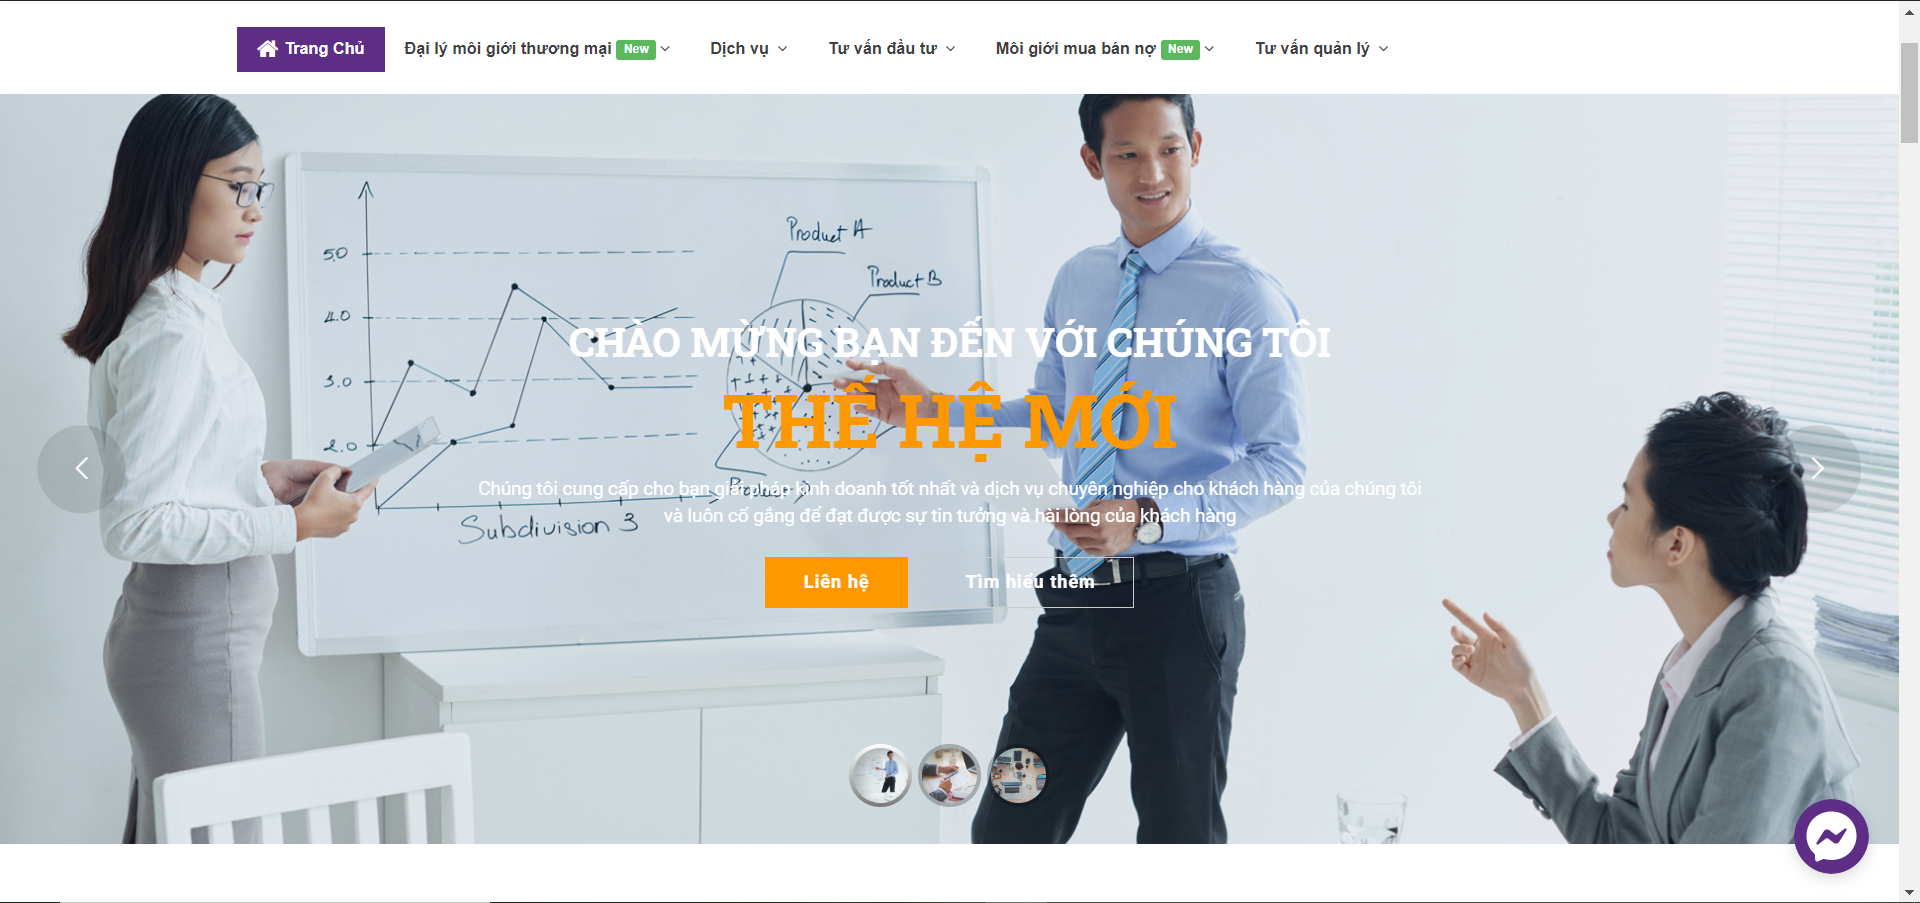 Trang Chủ
Đại lý môi giới thương mại New
Dịch vụ
Tư vấn đầu tư
Môi giới mua bán nợ New
Tư vấn quản lý
Product A
Product B
5.0
4.0
3.0
2.0
CHÀO MỪNG BẠN ĐẾN VỚI CHÚNG TÔI
THẾ HỆ MỚI
Chúng tôi cung cấp cho bạn giải pháp kinh doanh tốt nhất và dịch vụ chuyên nghiệp cho khách hàng của chúng tôi
và luôn cố gắng để đạt được sự tin tưởng và hài lòng của khách hàng
Subdivision 3
Liên hệ
Tìm hiểu thêm